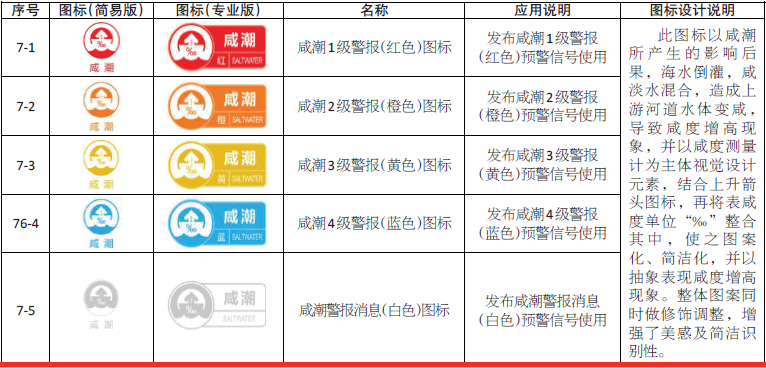 序号 图标(简易版) 图标(专业版) 名称 应用说明 图标设计说明
7-1
‰
咸 潮
‰
咸潮
红 SALTWATER
咸潮1级警报(红色)图标
发布咸潮1级警报
(红色)预警信号使用
7-2
‰
咸 潮
‰
咸潮
橙 SALTWATER
咸潮2级警报(橙色)图标
发布咸潮2级警报
(橙色)预警信号使用
7-3
‰
咸 潮
‰
咸潮
黄 SALTWATER
咸潮3级警报(黄色)图标
发布咸潮3级警报
(黄色)预警信号使用
76-4
‰
咸 潮
‰
咸潮
蓝 SALTWATER
咸潮4级警报(蓝色)图标
发布咸潮4级警报
(蓝色)预警信号使用
7-5
‰
咸 潮
‰
咸潮
SALTWATER
咸潮警报消息(白色)图标
发布咸潮警报消息
(白色)预警信号使用
此图标以咸潮
所产生的影响后
果，海水倒灌，咸
淡水混合，造成上
游河道水体变咸，
导致咸度增高现
象，并以咸度测量
计为主体视觉设计
元素，结合上升箭
头图标，再将表咸
度单位“‰”整合
其中，使之图案
化、简洁化，并以
抽象表现咸度增高
现象。整体图案同
时做修饰调整，增
强了美感及简洁识
别性。